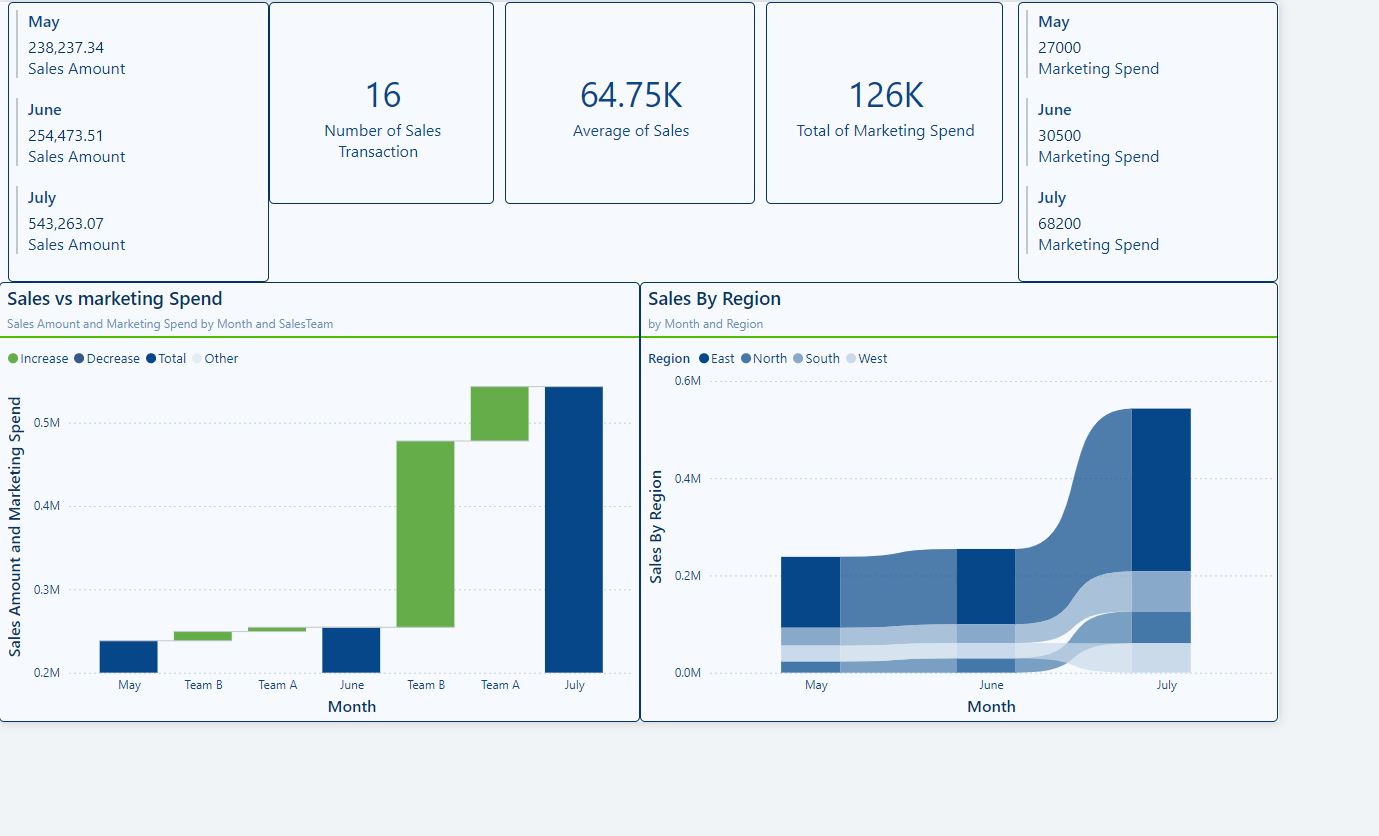 May
238,237.34
Sales Amount
June
254,473.51
Sales Amount
July
543,263.07
Sales Amount
16
Number of Sales
Transaction
64.75K
Average of Sales
126K
Total of Marketing Spend
May
27000
Marketing Spend
June
30500
Marketing Spend
July
68200
Marketing Spend
Sales vs marketing Spend
Sales Amount and Marketing Spend by Month and SalesTeam
Increase Decrease Total Other
Sales Amount and Marketing Spend
0.5M
0.4M
0.3M
0.2M
May Team B Team A June Team B Team A July
Month
Sales By Region
by Month and Region
Region East North South West
Sales By Region
0.6M
0.4M
0.2M
0.0M
May June July
Month